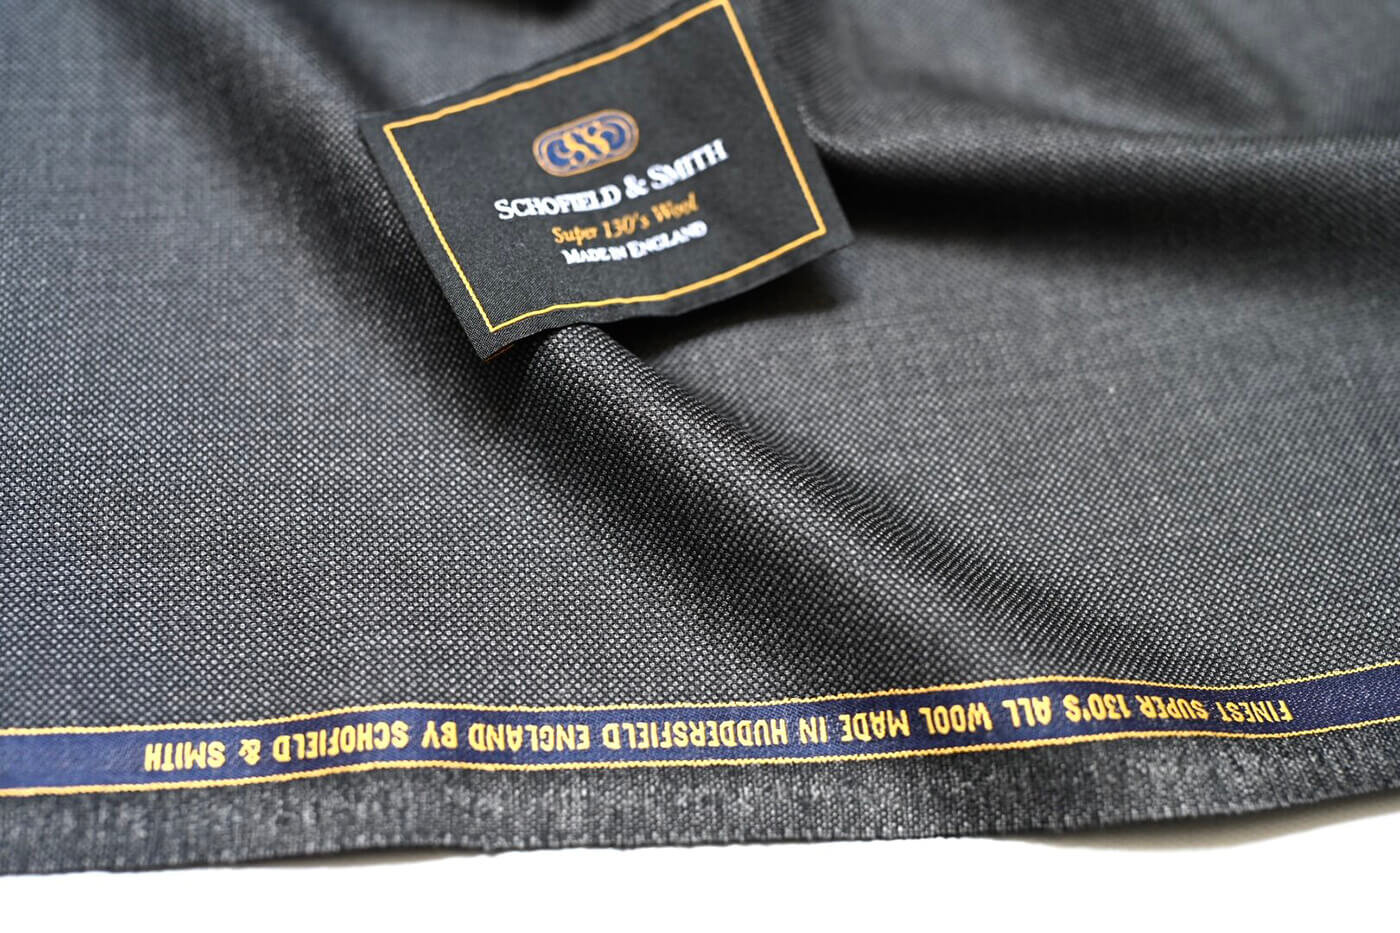 SCHOFIELD & SMITH
Super 130's Wool
MADE IN ENGLAND
FINEST SUPER 130'S ALL WOOL MADE IN HUDDERSFIELD ENGLAND BY SCHOFIELD & SMITH